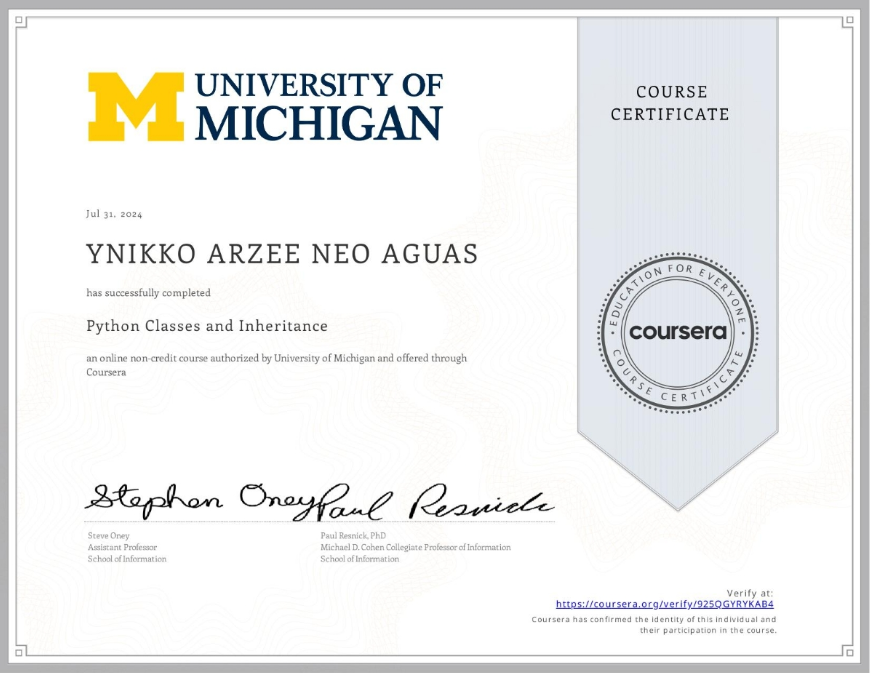 UNIVERSITY OF
MICHIGAN
COURSE
CERTIFICATE
Jul 31, 2024
YNIKKO ARZEE NEO AGUAS
has successfully completed
Python Classes and Inheritance
an online non-credit course authorized by University of Michigan and offered through
Coursera
EDUCATION FOR EVERYONE
coursera
COURSE CERTIFICATE
Stephen Oney
Paul Resnick
Steve Oney
Assistant Professor
School of Information
Paul Resnick, PhD
Michael D. Cohen Collegiate Professor of Information
School of Information
Verify at:
https://coursera.org/verify/925QGYRYKAB4
Coursera has confirmed the identity of this individual and
their participation in the course.